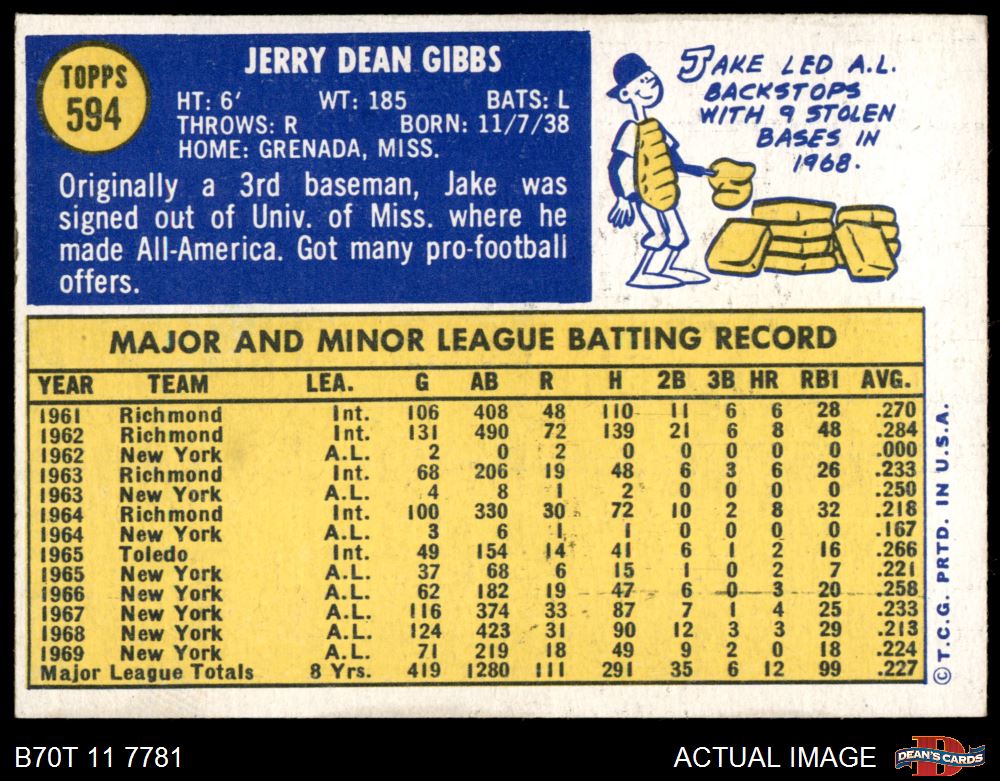 TOPPS
594
JERRY DEAN GIBBS
HT: 6' WT: 185 BATS: L
THROWS: R BORN: 11/7/38
HOME: GRENADA, MISS.
Originally a 3rd baseman, Jake was
signed out of Univ. of Miss. where he
made All-America. Got many pro-football
offers.
JAKE LED A.L.
BACKSTOPS
WITH 9 STOLEN
BASES IN
1968.
MAJOR AND MINOR LEAGUE BATTING RECORD
YEAR TEAM LEA. G AB R H 2B 3B HR RBI AVG.
1961 Richmond Int. 106 408 48 110 11 6 6 28 .270
1962 Richmond Int. 131 490 72 139 21 6 8 48 .284
1962 New York A.L. 2 0 2 0 0 0 0 0 .000
1963 Richmond Int. 68 206 19 48 6 3 6 26 .233
1963 New York A.L. 4 8 1 2 0 0 0 0 .250
1964 Richmond Int. 100 330 30 72 10 2 8 32 .218
1964 New York A.L. 3 6 1 1 0 0 0 0 .167
1965 Toledo Int. 49 154 14 41 6 1 2 16 .266
1965 New York A.L. 37 68 6 15 1 0 2 7 .221
1966 New York A.L. 62 182 19 47 6 0 3 20 .258
1967 New York A.L. 116 374 33 87 7 1 4 25 .233
1968 New York A.L. 124 423 31 90 12 3 3 29 .213
1969 New York A.L. 71 219 18 49 9 2 0 18 .224
Major League Totals 8 Yrs. 419 1280 111 291 35 6 12 99 .227
© T.C.G. PRTD. IN U.S.A.
B70T 11 7781
ACTUAL IMAGE
D
DEAN'S CARDS